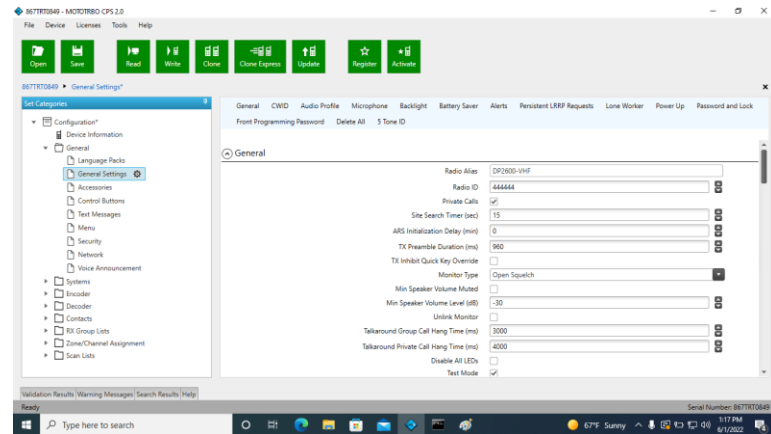 867TRT0849 - MOTOTRBO CPS 2.0
File Device Licenses Tools Help
Open Save Read Write Clone Clone Express Update Register Activate
867TRT0849 General Settings*
Set Categories
Configuration*
Device Information
General
Language Packs
General Settings
Accessories
Control Buttons
Text Messages
Menu
Security
Network
Voice Announcement
Systems
Encoder
Decoder
Contacts
RX Group Lists
Zone/Channel Assignment
Scan Lists
General CWID Audio Profile Microphone Backlight Battery Saver Alerts Persistent LRRP Requests Lone Worker Power Up Password and Lock
Front Programming Password Delete All 5 Tone ID
General
Radio Alias DP2600-VHF
Radio ID 444444
Private Calls
Site Search Timer (sec) 15
ARS Initialization Delay (min) 0
TX Preamble Duration (ms) 960
TX Inhibit Quick Key Override
Monitor Type Open Squelch
Min Speaker Volume Muted
Min Speaker Volume Level (dB) -30
Unlink Monitor
Talkaround Group Call Hang Time (ms) 3000
Talkaround Private Call Hang Time (ms) 4000
Disable All LEDs
Test Mode
Validation Results Warning Messages Search Results Help
Ready Serial Number: 867TRT0849
Type here to search 67°F Sunny 1:17 PM
6/1/2022